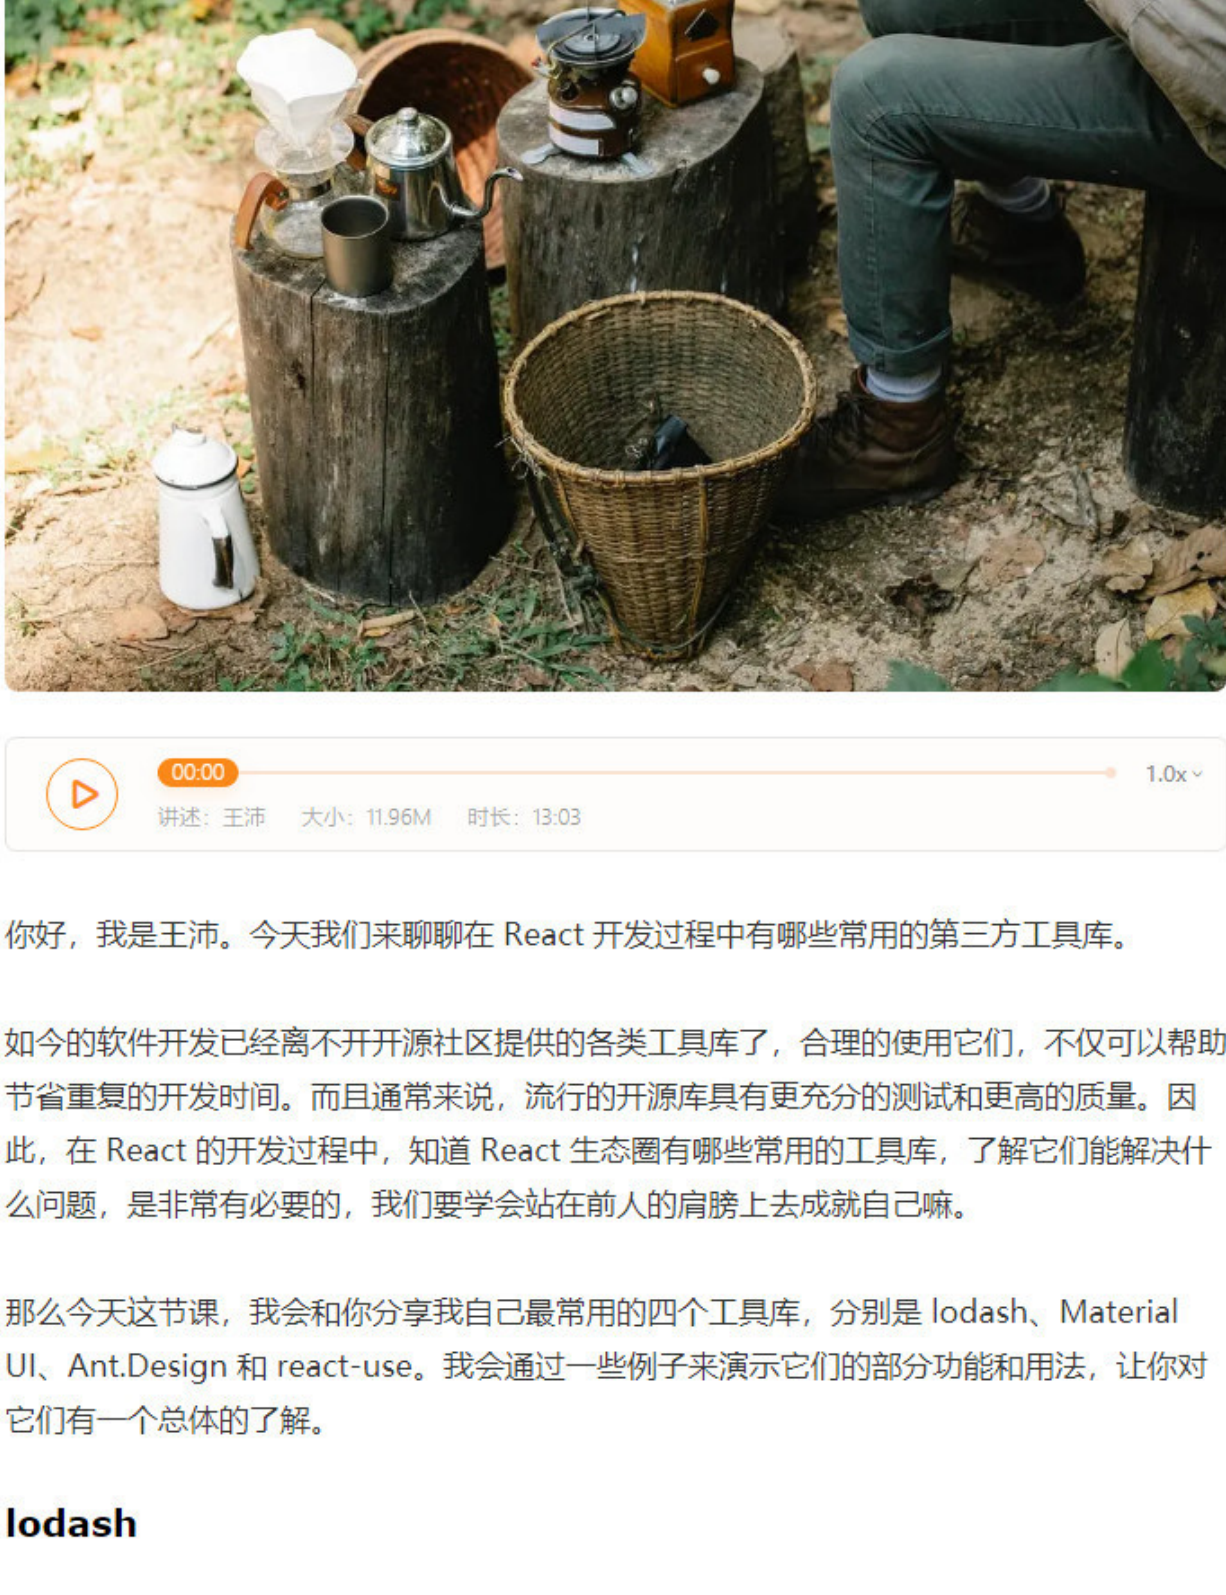 00:00
1.0x
讲述：王沛 大小：11.96M 时长：13:03
你好，我是王沛。今天我们来聊聊在 React 开发过程中有哪些常用的第三方工具库。
如今的软件开发已经离不开开源社区提供的各类工具库了，合理的使用它们，不仅可以帮助
节省重复的开发时间。而且通常来说，流行的开源库具有更充分的测试和更高的质量。因
此，在 React 的开发过程中，知道 React 生态圈有哪些常用的工具库，了解它们能解决什
么问题，是非常有必要的，我们要学会站在前人的肩膀上去成就自己嘛。
那么今天这节课，我会和你分享我自己最常用的四个工具库，分别是 lodash、Material
UI、Ant.Design 和 react-use。我会通过一些例子来演示它们的部分功能和用法，让你对
它们有一个总体的了解。
lodash